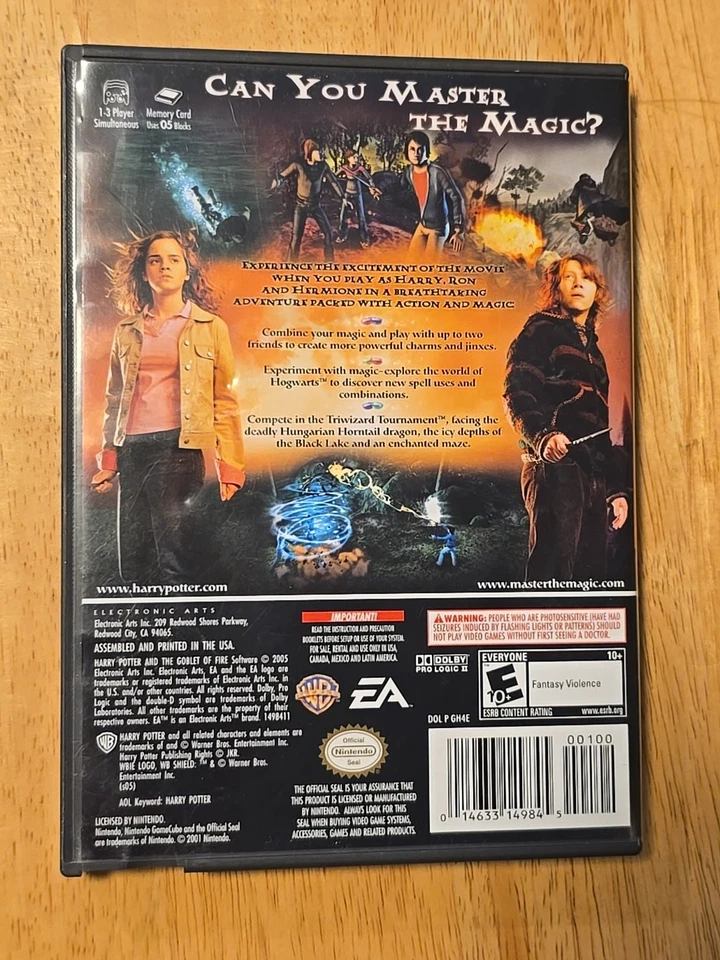 Can You Master
the Magic?
1-3 Player
Simultaneous
Memory Card
Uses 05 Blocks
Experience the excitement of the movie
when you play as Harry, Ron
and Hermione in a breathtaking
adventure packed with action and magic
Combine your magic and play with up to two
friends to create more powerful charms and jinxes.
Experiment with magic-explore the world of
Hogwarts™ to discover new spell uses and
combinations.
Compete in the Triwizard Tournament™, facing the
deadly Hungarian Horntail dragon, the icy depths of
the Black Lake and an enchanted maze.
www.harrypotter.com
www.masterthemagic.com
ELECTRONIC ARTS
Electronic Arts Inc. 209 Redwood Shores Parkway,
Redwood City, CA 94065.
ASSEMBLED AND PRINTED IN THE USA.
HARRY POTTER AND THE GOBLET OF FIRE Software © 2005
Electronic Arts Inc. Electronic Arts, EA and the EA logo are
trademarks or registered trademarks of Electronic Arts Inc. in
the U.S. and/or other countries. All rights reserved. Dolby, Pro
Logic and the double-D symbol are trademarks of Dolby
Laboratories. All other trademarks are the property of their
respective owners. EA™ is an Electronic Arts™ brand. 1498411
WB
HARRY POTTER and all related characters and elements are
trademarks of and © Warner Bros. Entertainment Inc.
Harry Potter Publishing Rights © JKR.
WBIE LOGO, WB SHIELD: ™ & © Warner Bros.
Entertainment Inc.
(s05)
AOL Keyword: HARRY POTTER
LICENSED BY NINTENDO.
Nintendo, Nintendo GameCube and the Official Seal
are trademarks of Nintendo. © 2001 Nintendo.
IMPORTANT!
READ THE INSTRUCTION AND PRECAUTION
BOOKLETS BEFORE SETUP OR USE OF YOUR SYSTEM.
FOR SALE, RENTAL AND USE ONLY IN USA,
CANADA, MEXICO AND LATIN AMERICA.
WB
EA
Official
Nintendo
Seal
THE OFFICIAL SEAL IS YOUR ASSURANCE THAT
THIS PRODUCT IS LICENSED OR MANUFACTURED
BY NINTENDO. ALWAYS LOOK FOR THIS
SEAL WHEN BUYING VIDEO GAME SYSTEMS,
ACCESSORIES, GAMES AND RELATED PRODUCTS.
WARNING: PEOPLE WHO ARE PHOTOSENSITIVE (HAVE HAD
SEIZURES INDUCED BY FLASHING LIGHTS OR PATTERNS) SHOULD
NOT PLAY VIDEO GAMES WITHOUT FIRST SEEING A DOCTOR.
DOLBY
PRO LOGIC II
DOL P GH4E
EVERYONE 10+
E
10+
Fantasy Violence
ESRB CONTENT RATING www.esrb.org
00100
0 14633 14984 5